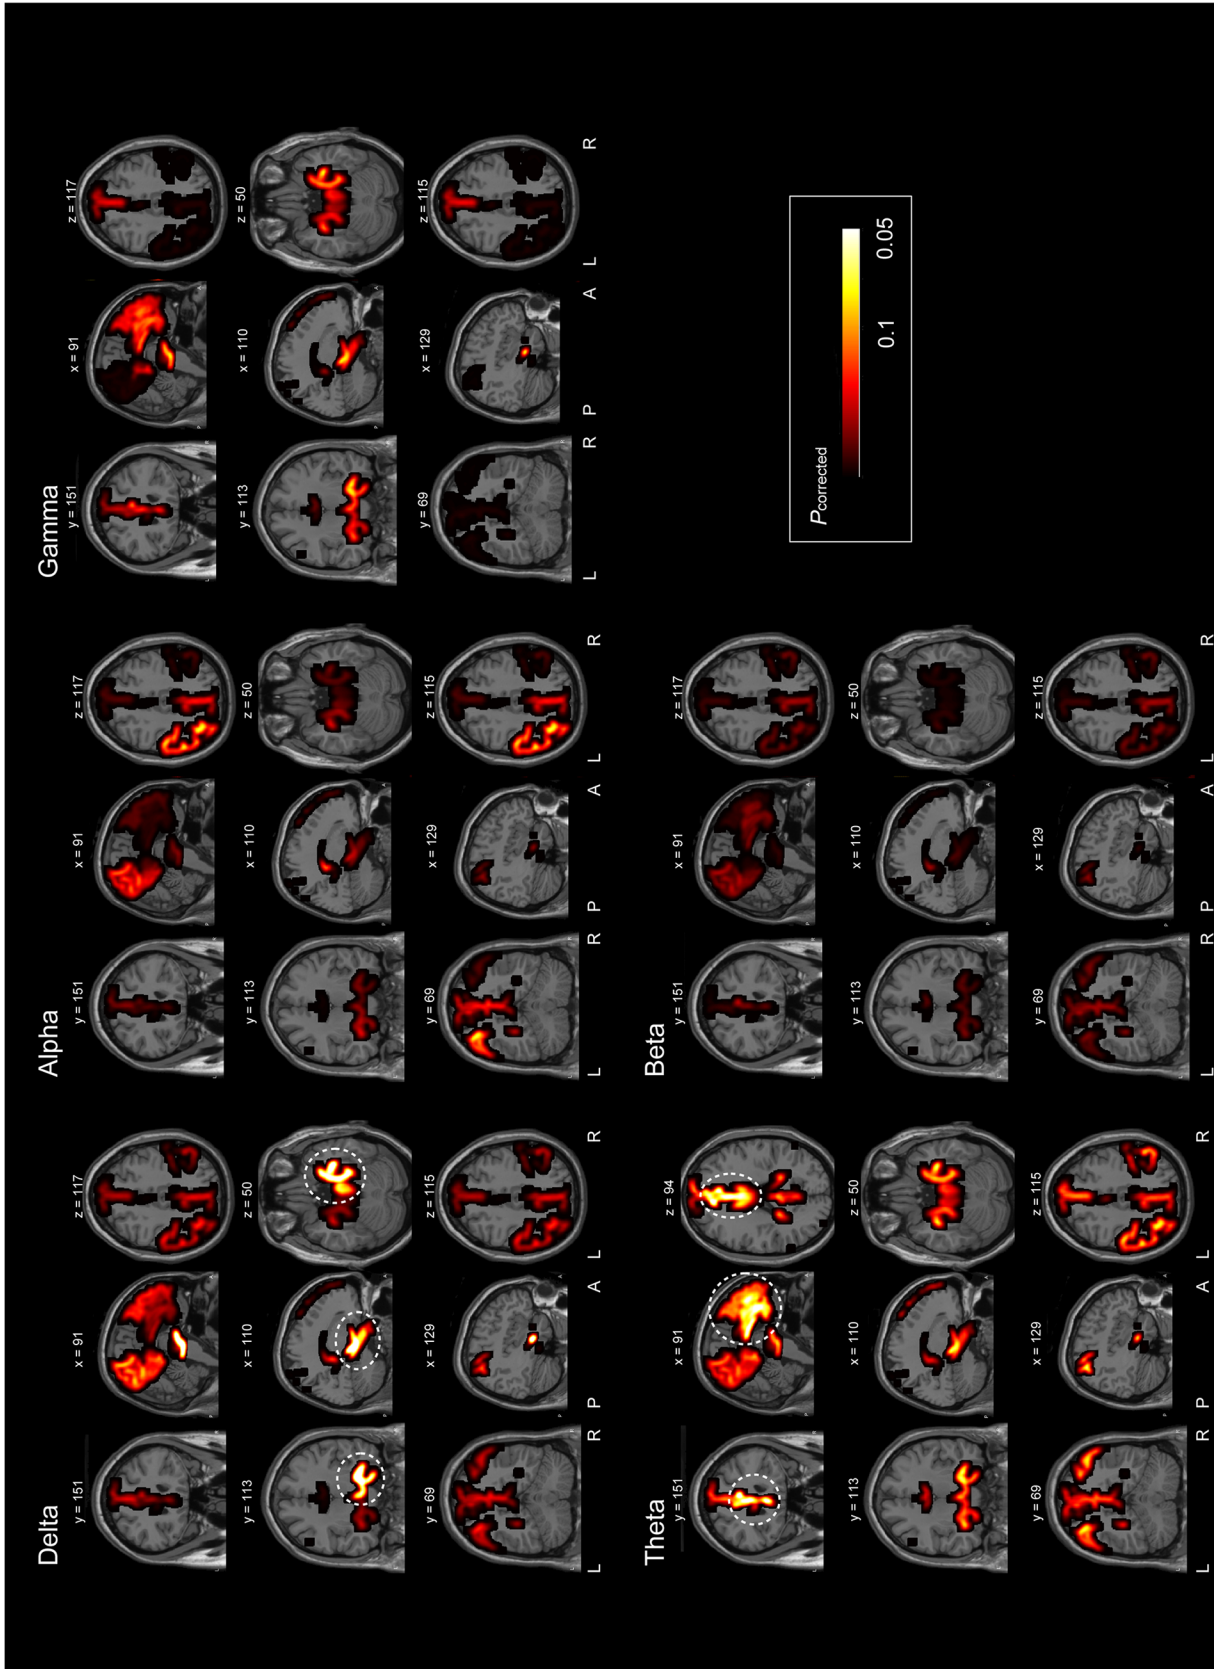 Delta
y = 151
x = 91
z = 117
y = 113
x = 110
z = 50
y = 69
x = 129
z = 115
L R P A L R
Alpha
y = 151
x = 91
z = 117
y = 113
x = 110
z = 50
y = 69
x = 129
z = 115
L R P A L R
Gamma
y = 151
x = 91
z = 117
y = 113
x = 110
z = 50
y = 69
x = 129
z = 115
L R P A L R
Theta
y = 151
x = 91
z = 94
y = 113
x = 110
z = 50
y = 69
x = 129
z = 115
L R P A L R
Beta
y = 151
x = 91
z = 117
y = 113
x = 110
z = 50
y = 69
x = 129
z = 115
L R P A L R
Pcorrected
0.1 0.05